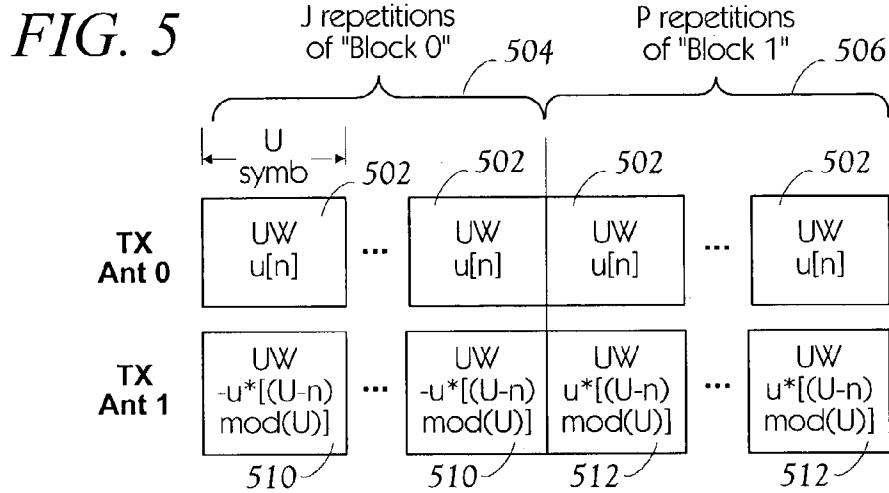 FIG. 5
J repetitions
of "Block 0"
504
P repetitions
of "Block 1"
506
U
symb
502
502
502
502
TX
Ant 0
UW
u[n]
...
UW
u[n]
UW
u[n]
...
UW
u[n]
TX
Ant 1
UW
-u*[(U-n)
mod(U)]
...
UW
-u*[(U-n)
mod(U)]
UW
u*[(U-n)
mod(U)]
...
UW
u*[(U-n)
mod(U)]
510
510
512
512